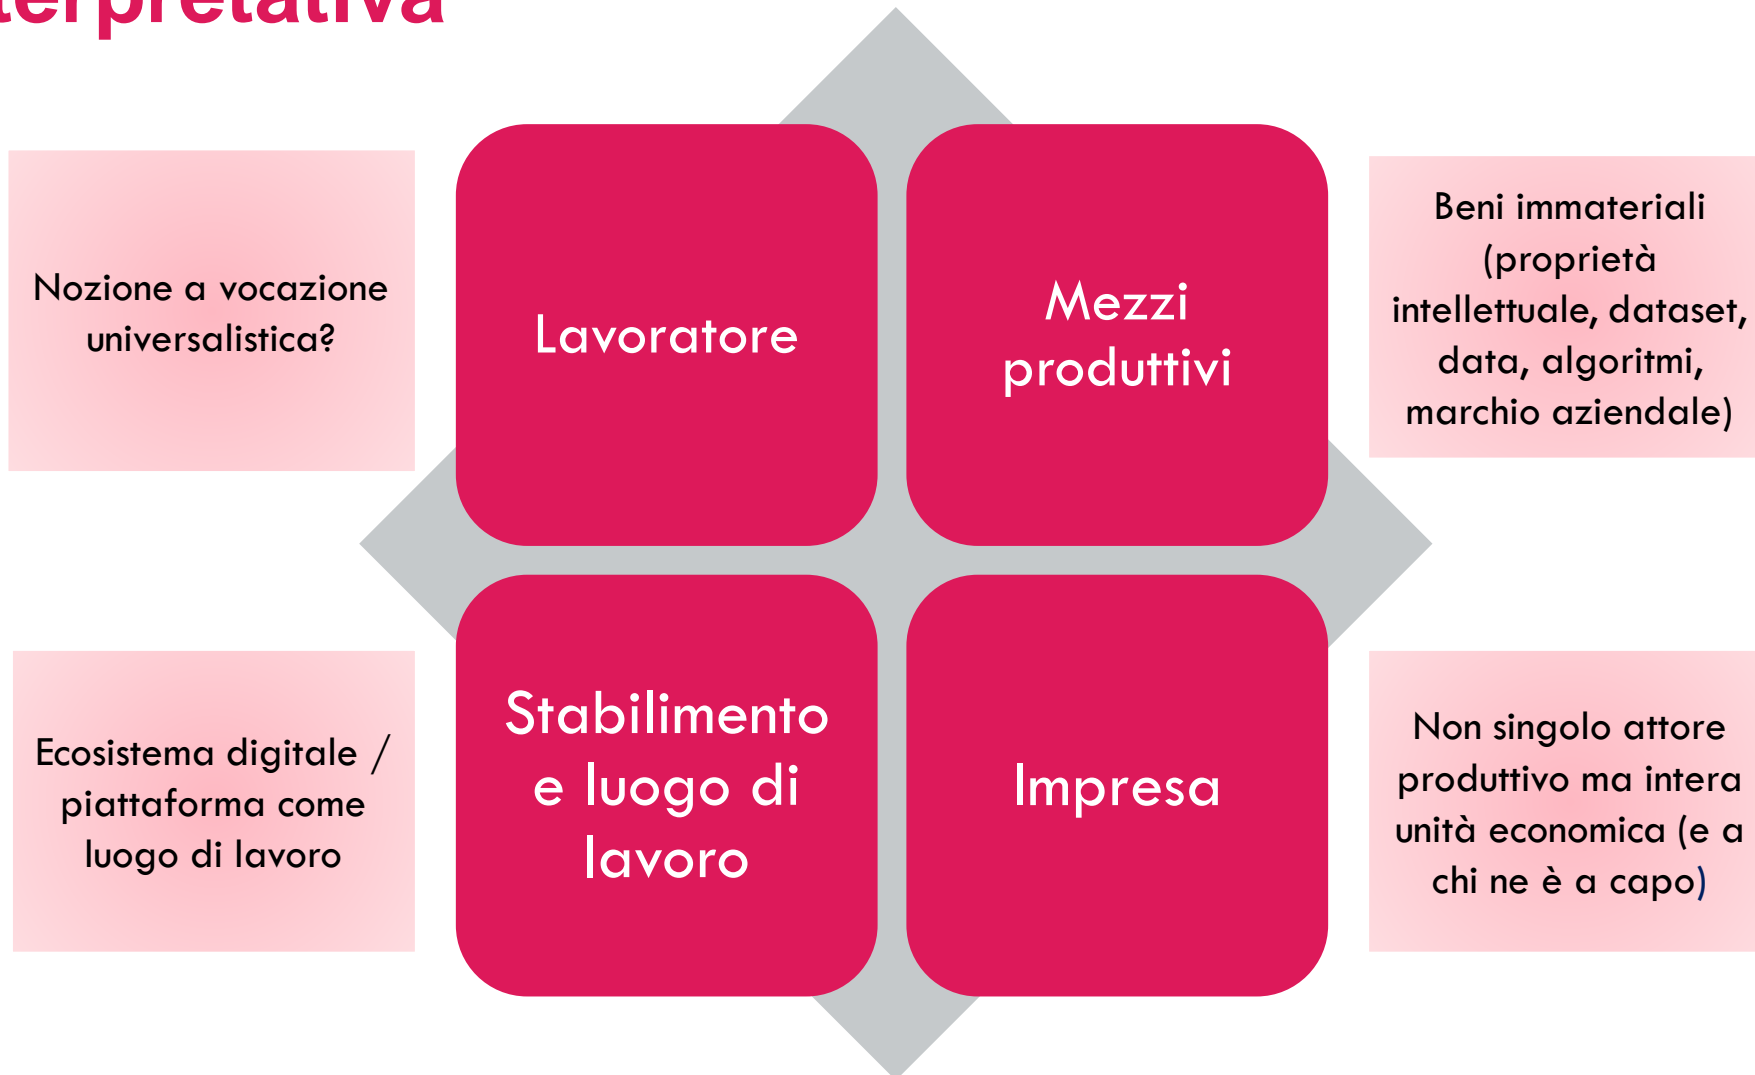 terpretativa
Nozione a vocazione
universalistica?
Lavoratore
Mezzi
produttivi
Beni immateriali
(proprietà
intellettuale, dataset,
data, algoritmi,
marchio aziendale)
Ecosistema digitale /
piattaforma come
luogo di lavoro
Stabilimento
e luogo di
lavoro
Impresa
Non singolo attore
produttivo ma intera
unità economica (e a
chi ne è a capo)